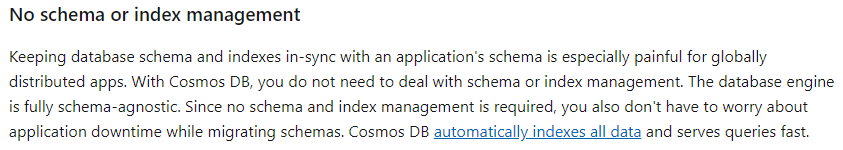 No schema or index management
Keeping database schema and indexes in-sync with an application's schema is especially painful for globally
distributed apps. With Cosmos DB, you do not need to deal with schema or index management. The database engine
is fully schema-agnostic. Since no schema and index management is required, you also don't have to worry about
application downtime while migrating schemas. Cosmos DB automatically indexes all data and serves queries fast.